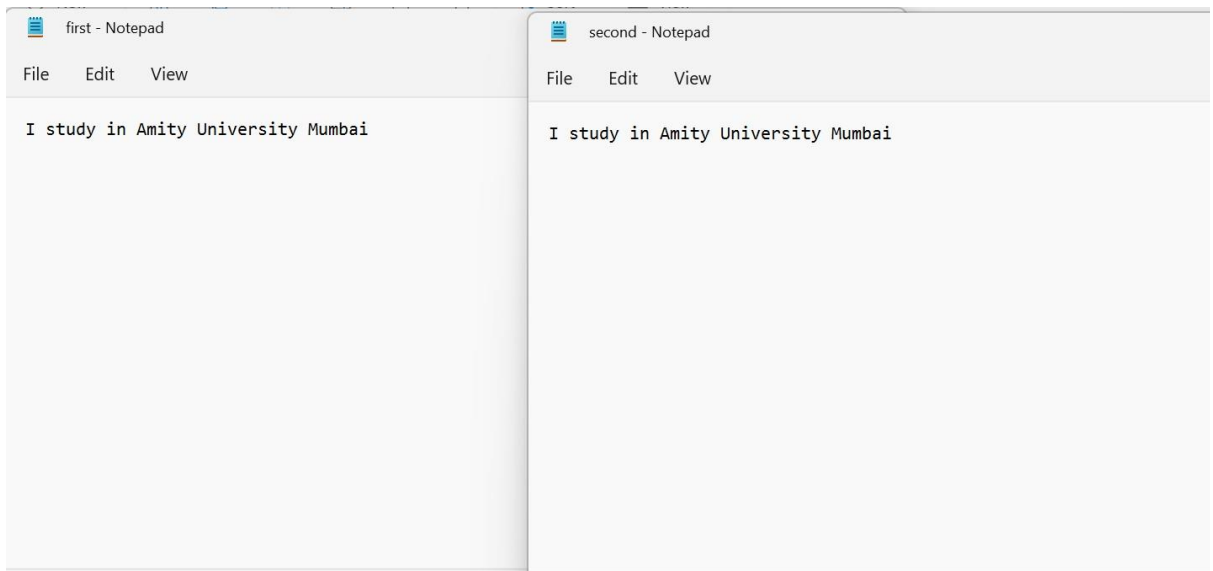 first - Notepad
File Edit View
I study in Amity University Mumbai
second - Notepad
File Edit View
I study in Amity University Mumbai